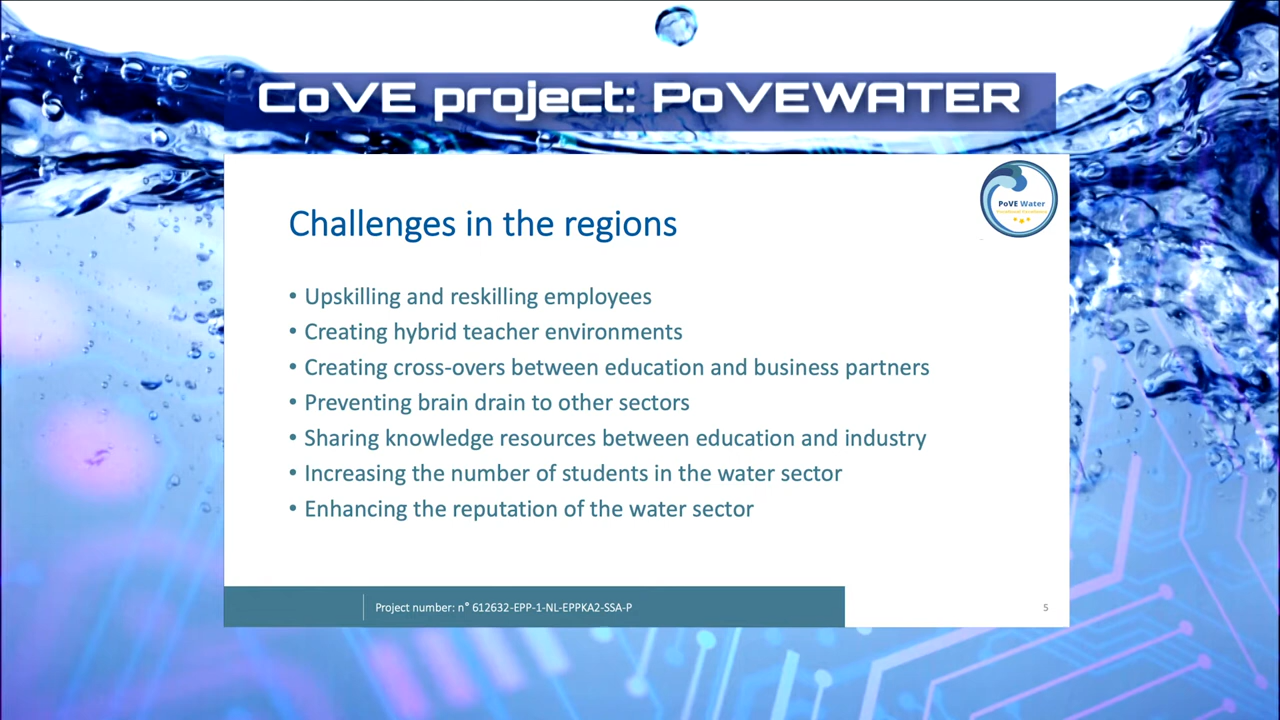 CoVE project: PoVEWATER
PoVE Water
Challenges in the regions
• Upskilling and reskilling employees
• Creating hybrid teacher environments
• Creating cross-overs between education and business partners
• Preventing brain drain to other sectors
• Sharing knowledge resources between education and industry
• Increasing the number of students in the water sector
• Enhancing the reputation of the water sector
Project number: n° 612632-EPP-1-NL-EPPKA2-SSA-P
5